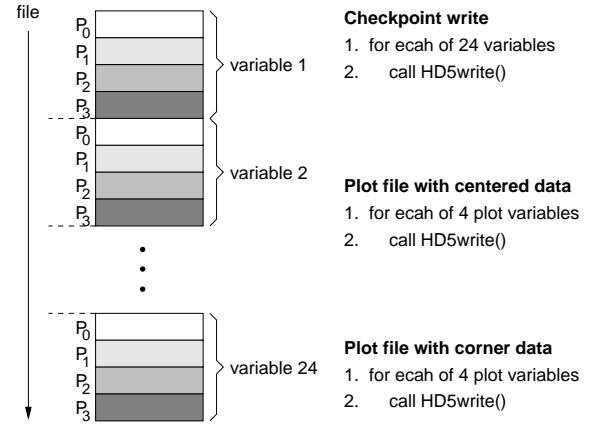 file
P0
P1
P2
P3
variable 1
P0
P1
P2
P3
variable 2
P0
P1
P2
P3
variable 24
Checkpoint write
1. for ecah of 24 variables
2. call HD5write()
Plot file with centered data
1. for ecah of 4 plot variables
2. call HD5write()
Plot file with corner data
1. for ecah of 4 plot variables
2. call HD5write()